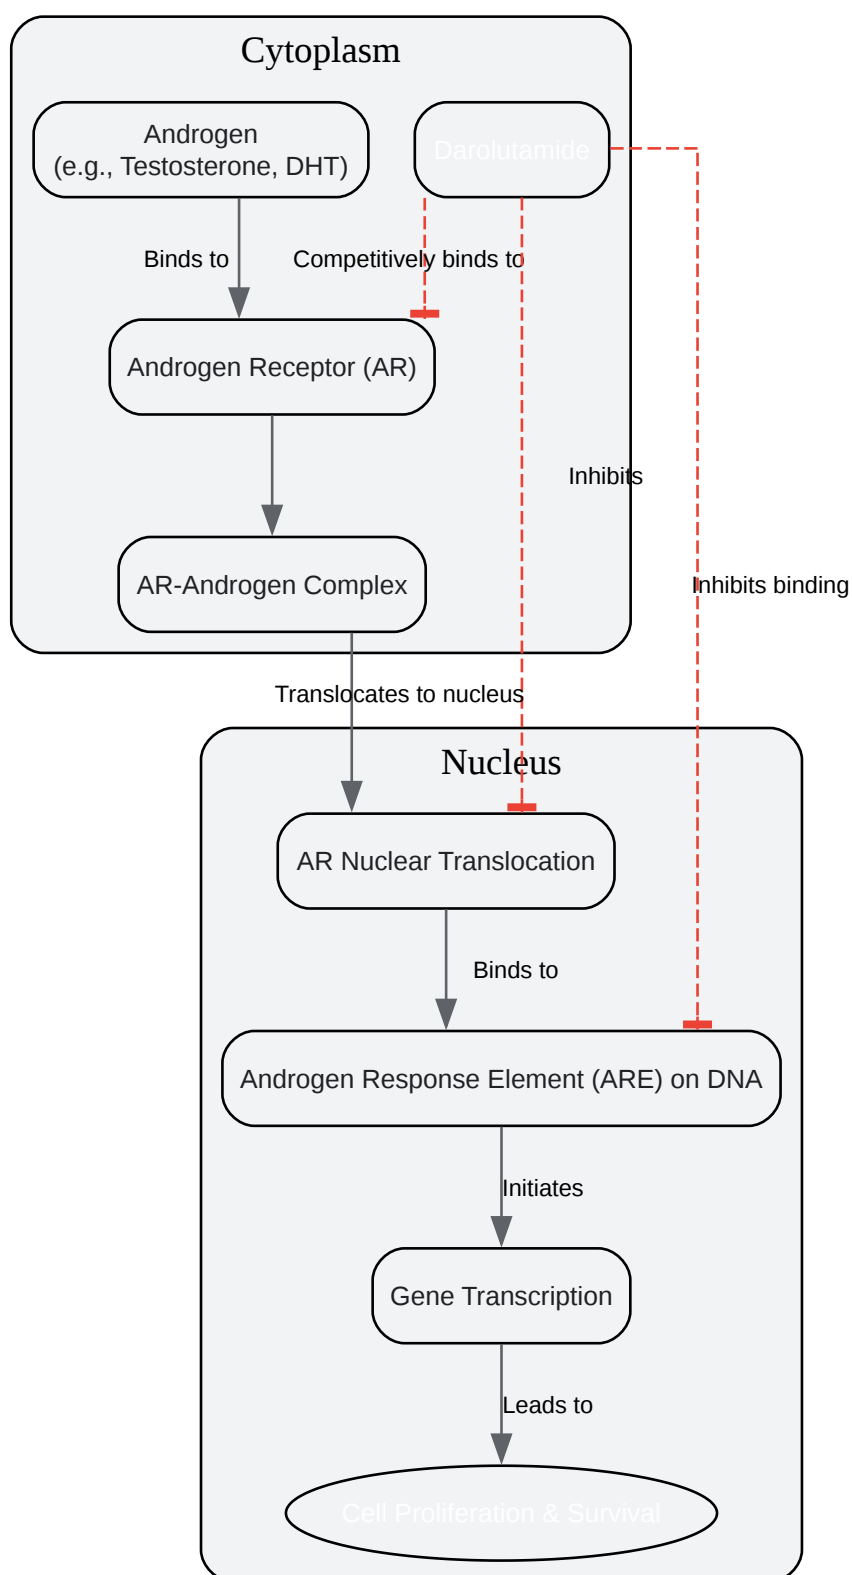 Cytoplasm
Androgen
(e.g., Testosterone, DHT)
Darolutamide
Binds to
Competitively binds to
Androgen Receptor (AR)
Inhibits
AR-Androgen Complex
Inhibits binding
Translocates to nucleus
Nucleus
AR Nuclear Translocation
Binds to
Androgen Response Element (ARE) on DNA
Initiates
Gene Transcription
Leads to
Cell Proliferation & Survival